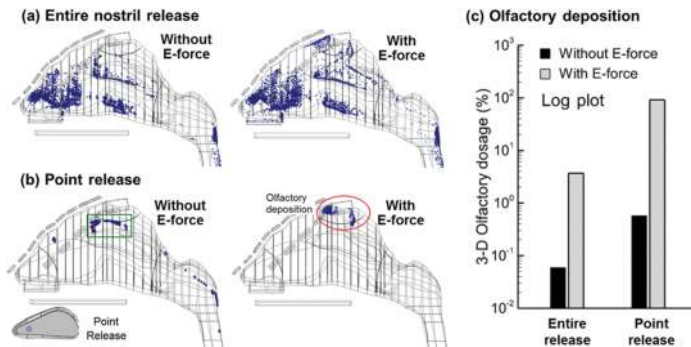 (a) Entire nostril release
Without
E-force
With
E-force
(b) Point release
Without
E-force
Olfactory
deposition
With
E-force
Point
Release
(c) Olfactory deposition
3-D Olfactory dosage (%)
10³
10²
10¹
10⁰
10⁻¹
10⁻²
Without E-force
With E-force
Log plot
Entire
release
Point
release